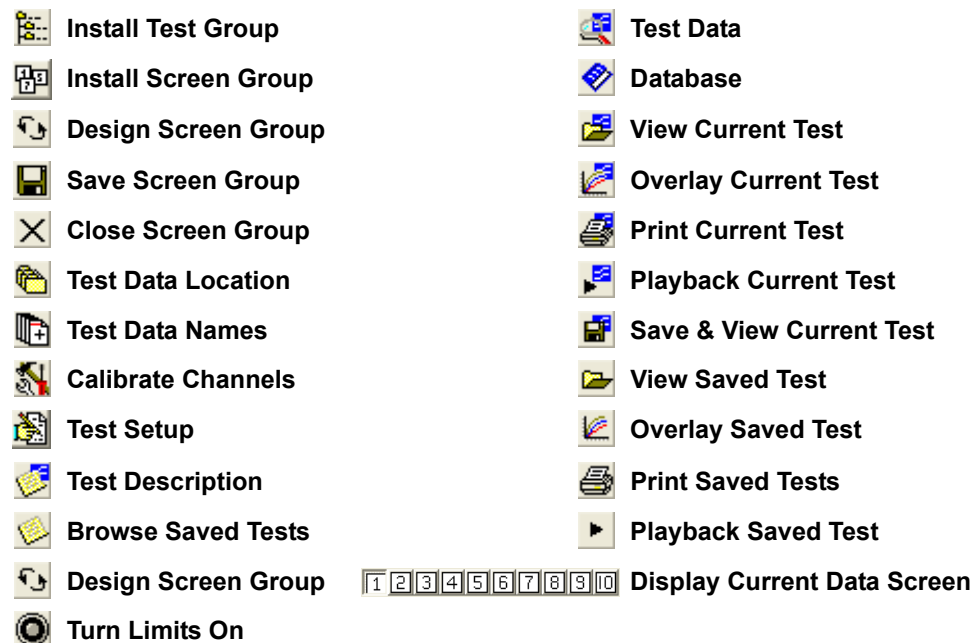 Install Test Group
Install Screen Group
Design Screen Group
Save Screen Group
Close Screen Group
Test Data Location
Test Data Names
Calibrate Channels
Test Setup
Test Description
Browse Saved Tests
Design Screen Group
Turn Limits On
Test Data
Database
View Current Test
Overlay Current Test
Print Current Test
Playback Current Test
Save & View Current Test
View Saved Test
Overlay Saved Test
Print Saved Tests
Playback Saved Test
1 2 3 4 5 6 7 8 9 10 Display Current Data Screen